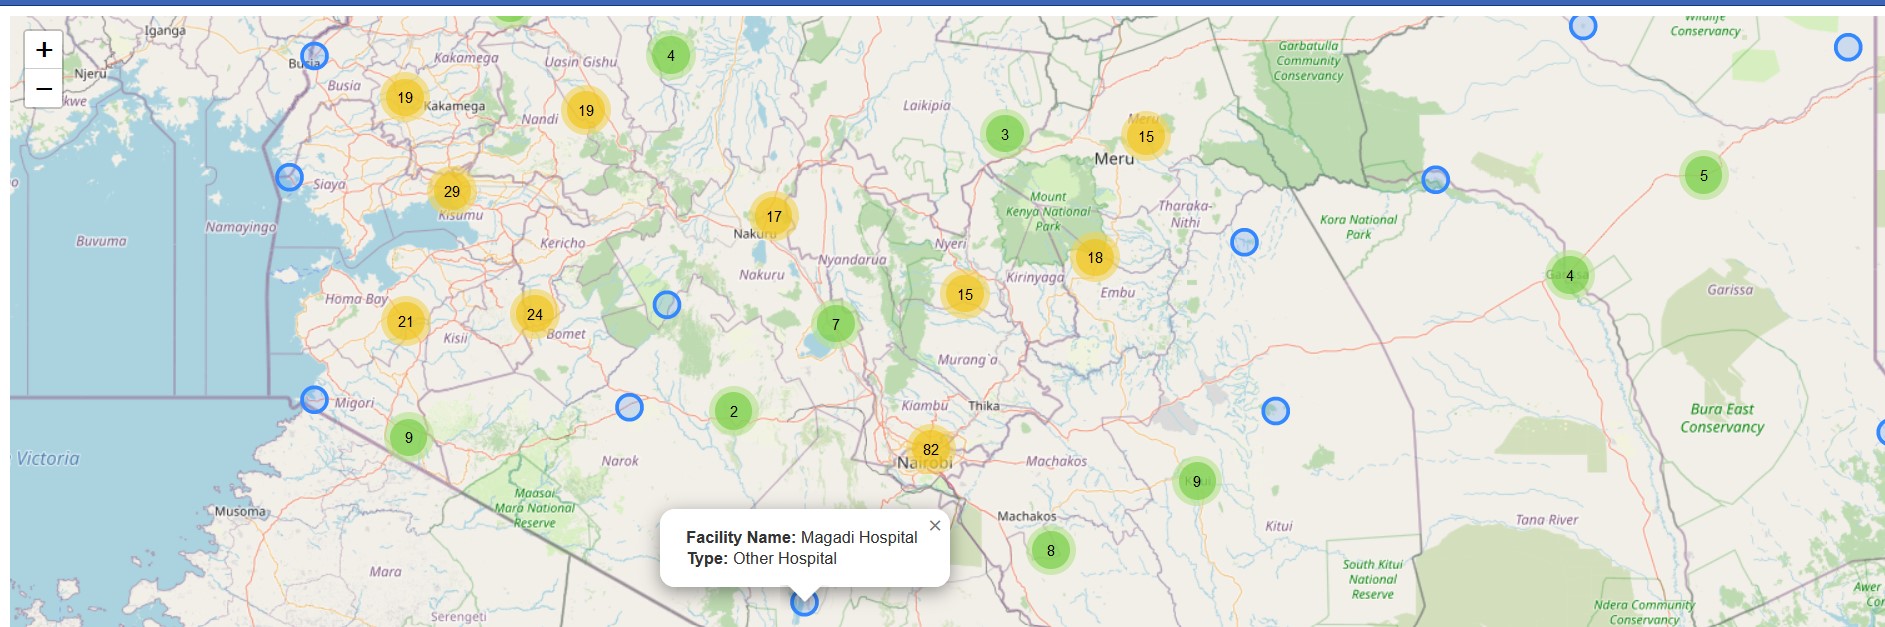 Wildlife
Conservancy
Iganga
+
Garbatulla
Community
Conservancy
Busia
4
Kakamega
Uasin Gishu
Njeru
−
Busia
19
Kakamega
19
Laikipia
Nandi
Meru
3
15
Meru
5
Siaya
29
Kisumu
Mount
Kenya National
Park
Tharaka-
Nithi
Kora National
Park
17
Nakuru
Buvuma
Namayingo
Kericho
Nyeri
Nyandarua
18
Nakuru
Kirinyaga
4
Embu
15
Garissa
Homa Bay
21
24
7
Kisii
Bomet
Murang'a
Migori
2
Kiambu
Thika
Bura East
Conservancy
9
82
Nairobi
Victoria
Narok
Machakos
9
Maasai
Mara National
Reserve
Musoma
Machakos
Kitui
Tana River
Facility Name: Magadi Hospital
×
Type: Other Hospital
8
Mara
South Kitui
National
Reserve
Awer
Serengeti
Ndera Community
Conservancy